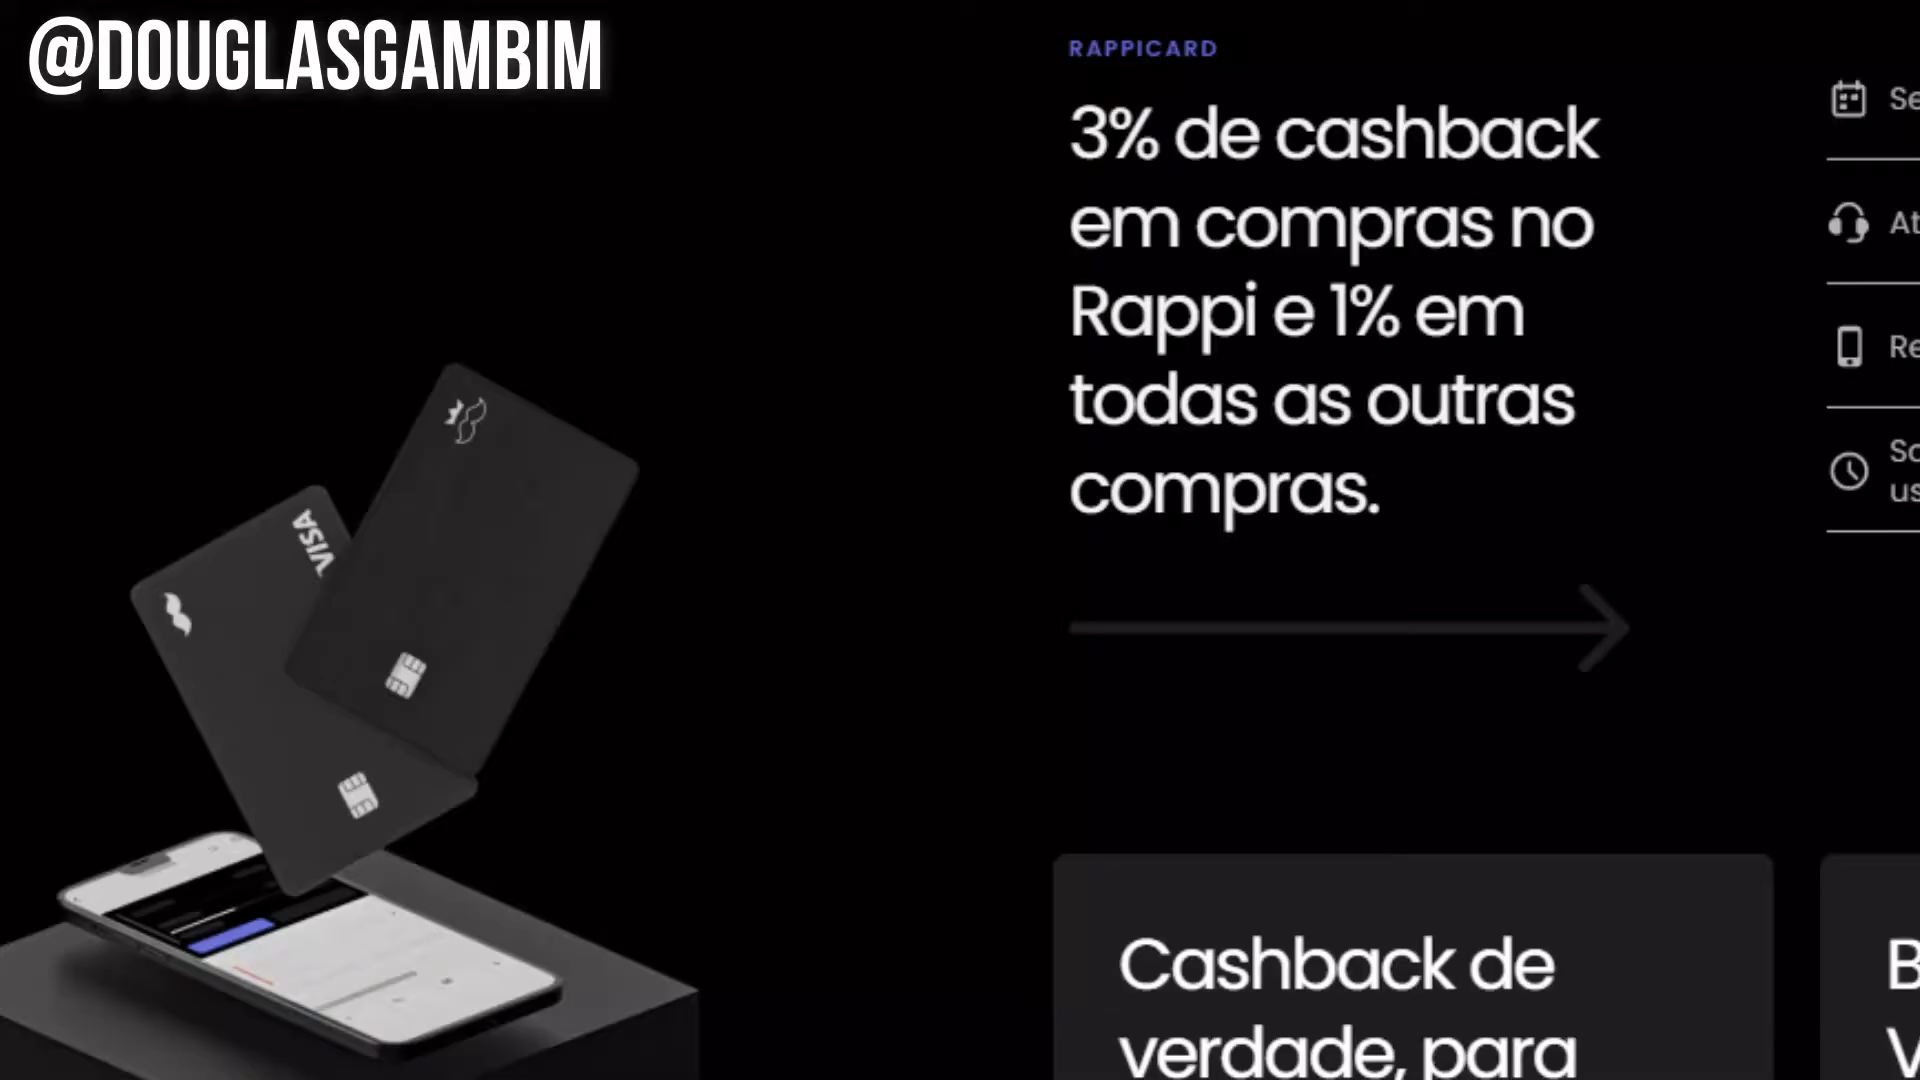 @DOUGLASGAMBIM
RAPPICARD
3% de cashback
em compras no
Rappi e 1% em
todas as outras
compras.
VISA
Cashback de
verdade, para